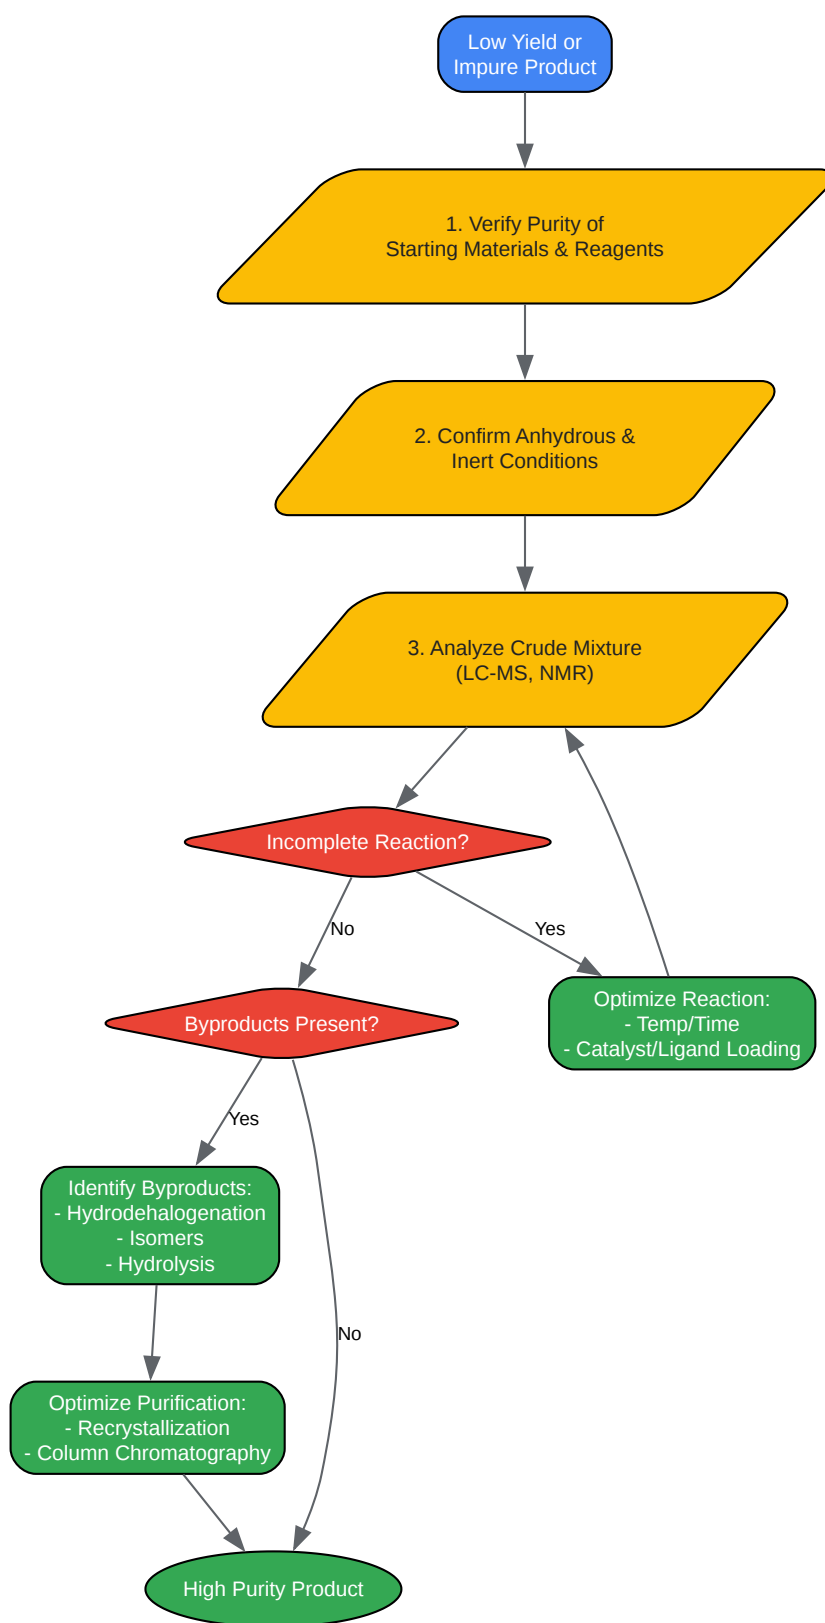 Low Yield or
Impure Product
1. Verify Purity of
Starting Materials & Reagents
2. Confirm Anhydrous &
Inert Conditions
3. Analyze Crude Mixture
(LC-MS, NMR)
Incomplete Reaction?
No
Yes
Optimize Reaction:
- Temp/Time
- Catalyst/Ligand Loading
Byproducts Present?
Yes
Identify Byproducts:
- Hydrodehalogenation
- Isomers
- Hydrolysis
No
Optimize Purification:
- Recrystallization
- Column Chromatography
High Purity Product